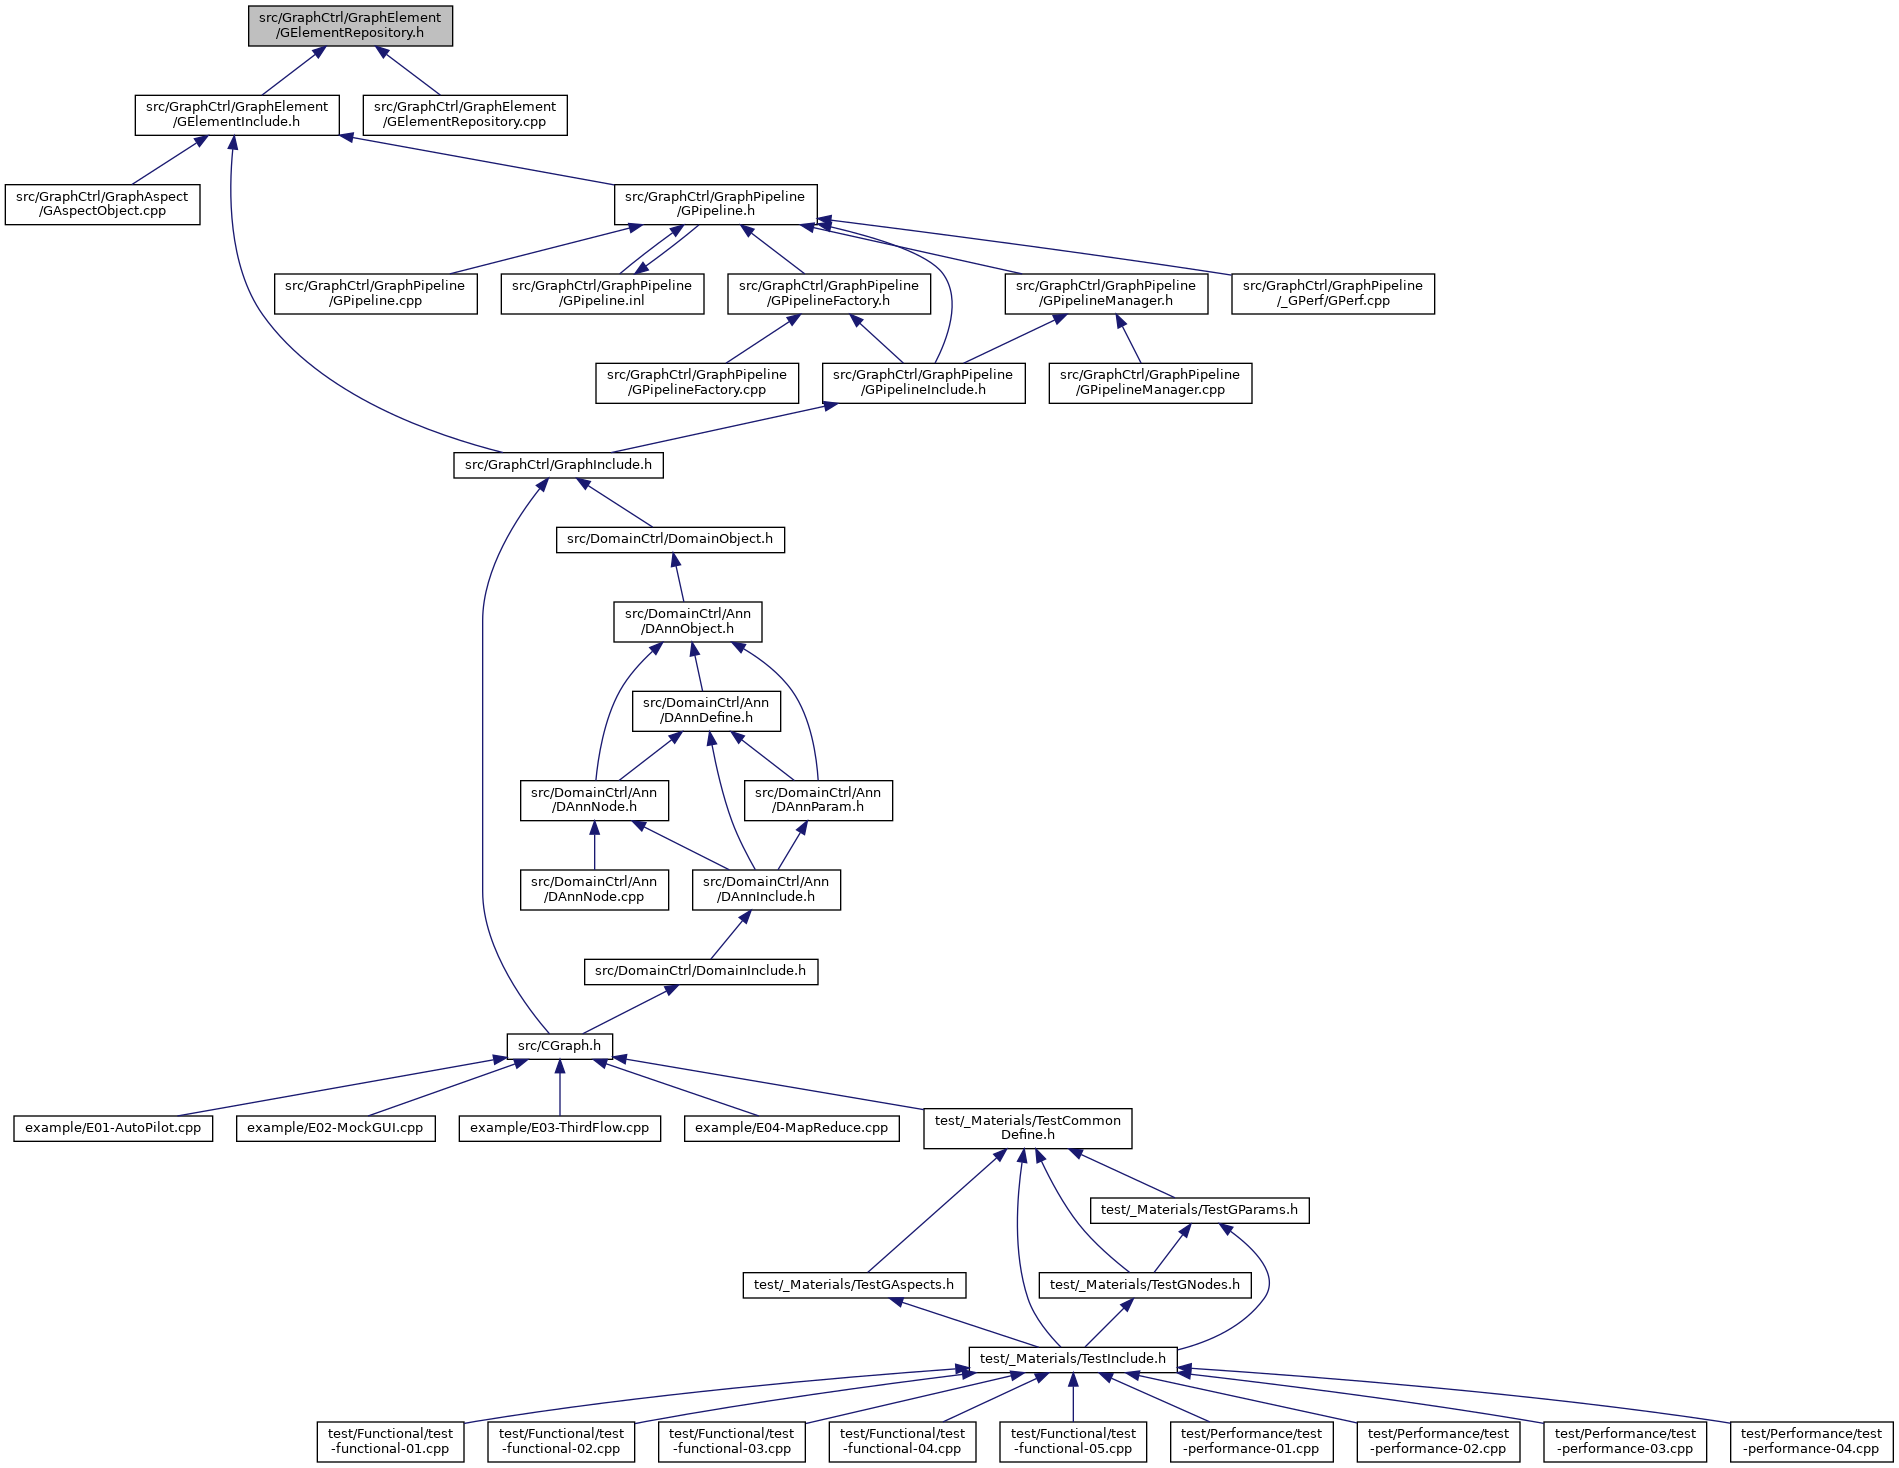 src/GraphCtrl/GraphElement
/GElementRepository.h
src/GraphCtrl/GraphElement
/GElementInclude.h
src/GraphCtrl/GraphElement
/GElementRepository.cpp
src/GraphCtrl/GraphAspect
/GAspectObject.cpp
src/GraphCtrl/GraphPipeline
/GPipeline.h
src/GraphCtrl/GraphPipeline
/GPipeline.cpp
src/GraphCtrl/GraphPipeline
/GPipeline.inl
src/GraphCtrl/GraphPipeline
/GPipelineFactory.h
src/GraphCtrl/GraphPipeline
/GPipelineManager.h
src/GraphCtrl/GraphPipeline
/_GPerf/GPerf.cpp
src/GraphCtrl/GraphPipeline
/GPipelineFactory.cpp
src/GraphCtrl/GraphPipeline
/GPipelineInclude.h
src/GraphCtrl/GraphPipeline
/GPipelineManager.cpp
src/GraphCtrl/GraphInclude.h
src/DomainCtrl/DomainObject.h
src/DomainCtrl/Ann
/DAnnObject.h
src/DomainCtrl/Ann
/DAnnDefine.h
src/DomainCtrl/Ann
/DAnnNode.h
src/DomainCtrl/Ann
/DAnnParam.h
src/DomainCtrl/Ann
/DAnnNode.cpp
src/DomainCtrl/Ann
/DAnnInclude.h
src/DomainCtrl/DomainInclude.h
src/CGraph.h
example/E01-AutoPilot.cpp
example/E02-MockGUI.cpp
example/E03-ThirdFlow.cpp
example/E04-MapReduce.cpp
test/_Materials/TestCommon
Define.h
test/_Materials/TestGParams.h
test/_Materials/TestGAspects.h
test/_Materials/TestGNodes.h
test/_Materials/TestInclude.h
test/Functional/test
-functional-01.cpp
test/Functional/test
-functional-02.cpp
test/Functional/test
-functional-03.cpp
test/Functional/test
-functional-04.cpp
test/Functional/test
-functional-05.cpp
test/Performance/test
-performance-01.cpp
test/Performance/test
-performance-02.cpp
test/Performance/test
-performance-03.cpp
test/Performance/test
-performance-04.cpp